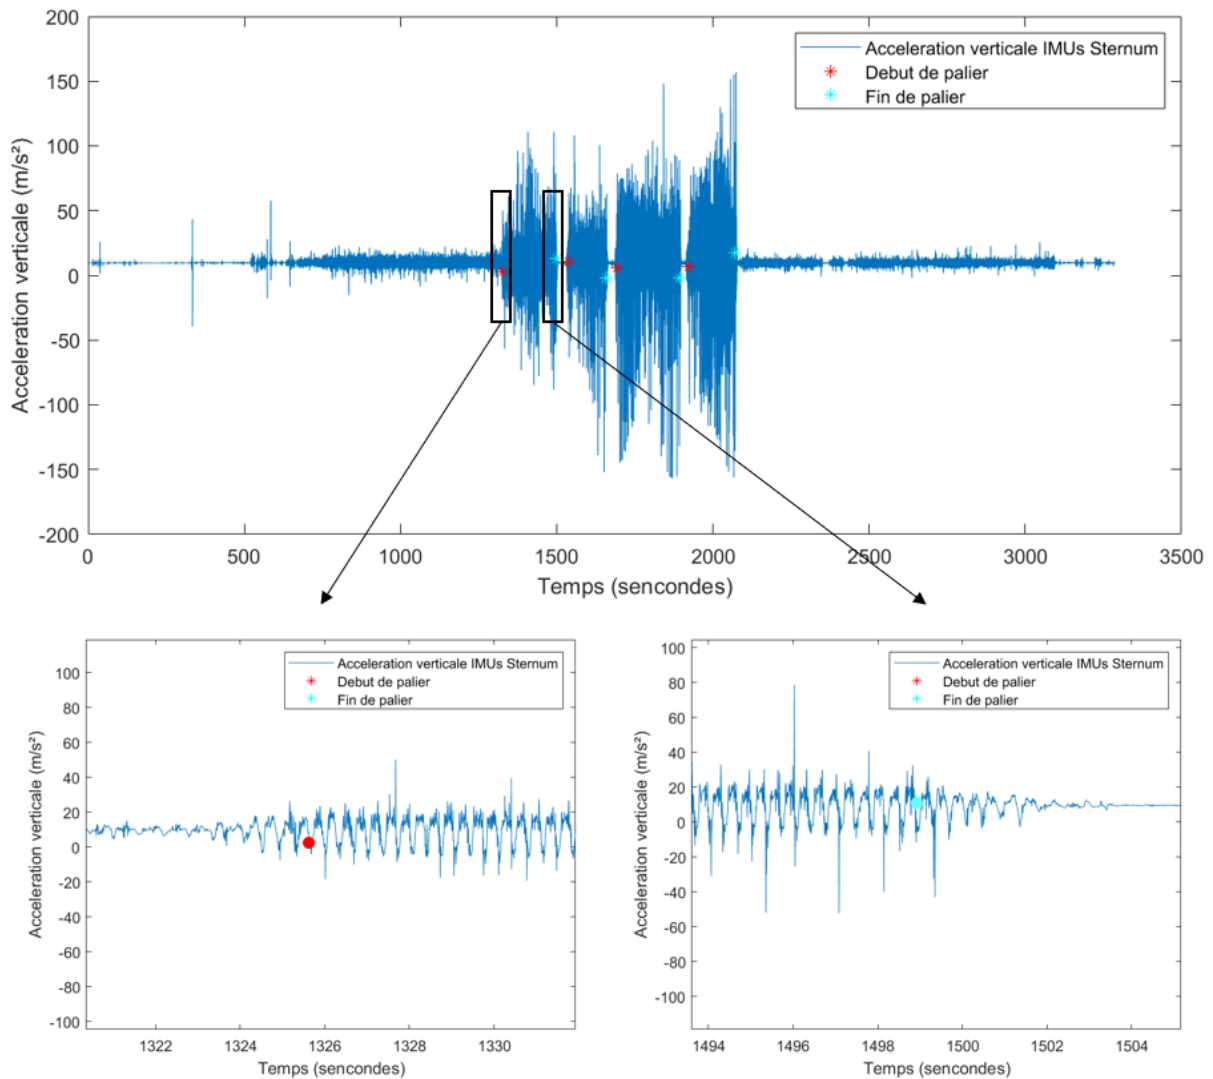 200
150
100
50
0
-50
-100
-150
-200
Acceleration verticale (m/s²)
Acceleration verticale IMUs Sternum
Debut de palier
Fin de palier
0 500 1000 1500 2000 2500 3000 3500
Temps (sencondes)
100
80
60
40
20
0
-20
-40
-60
-80
-100
Acceleration verticale (m/s²)
Acceleration verticale IMUs Sternum
Debut de palier
Fin de palier
1322 1324 1326 1328 1330
Temps (sencondes)
100
80
60
40
20
0
-20
-40
-60
-80
-100
Acceleration verticale (m/s²)
Acceleration verticale IMUs Sternum
Debut de palier
Fin de palier
1494 1496 1498 1500 1502 1504
Temps (sencondes)